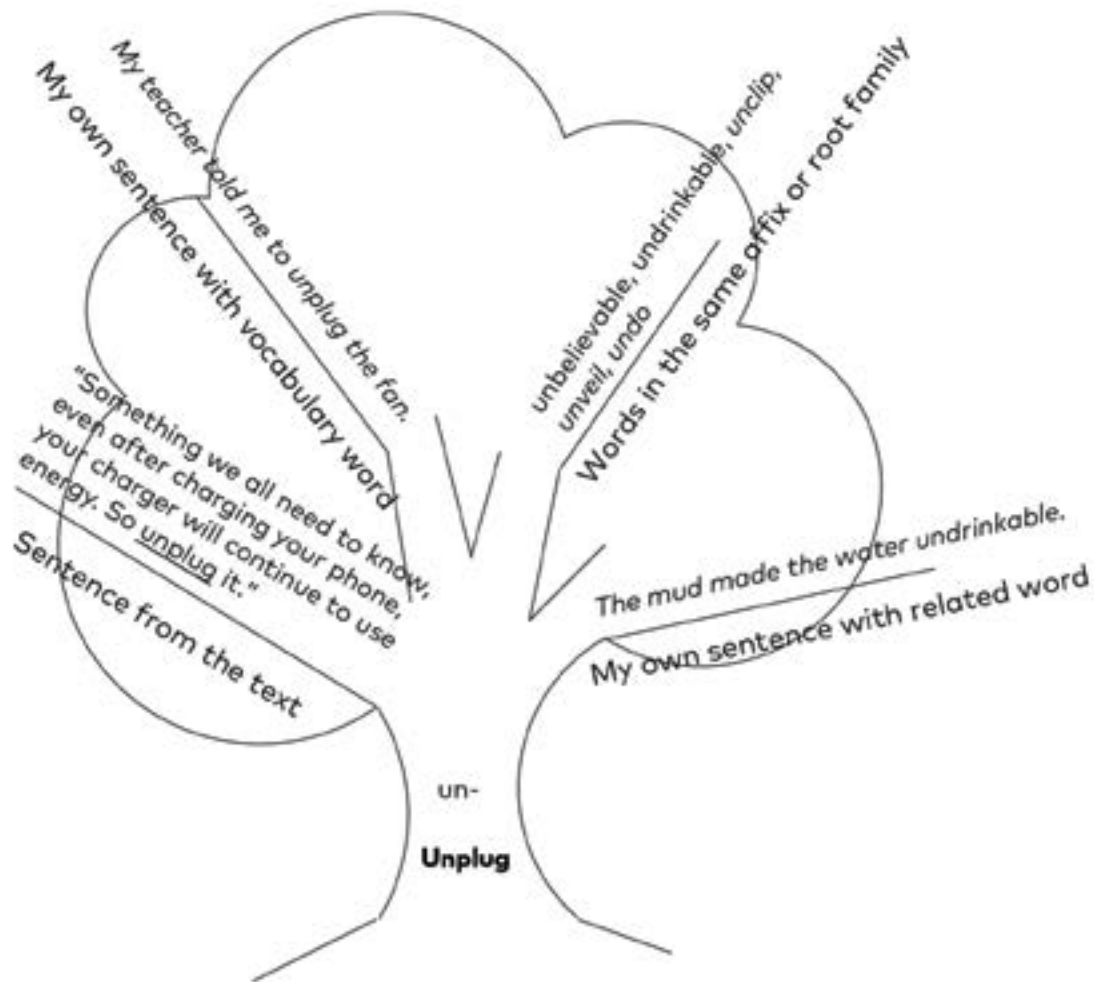 My teacher told me to unplug the fan.
My own sentence with vocabulary word
unbelievable, undrinkable, unclip,
unveil, undo
Words in the same affix or root family
"Something we all need to know,
even after charging your phone,
your charger will continue to use
energy. So unplug it."
Sentence from the text
The mud made the water undrinkable.
My own sentence with related word
un-
Unplug